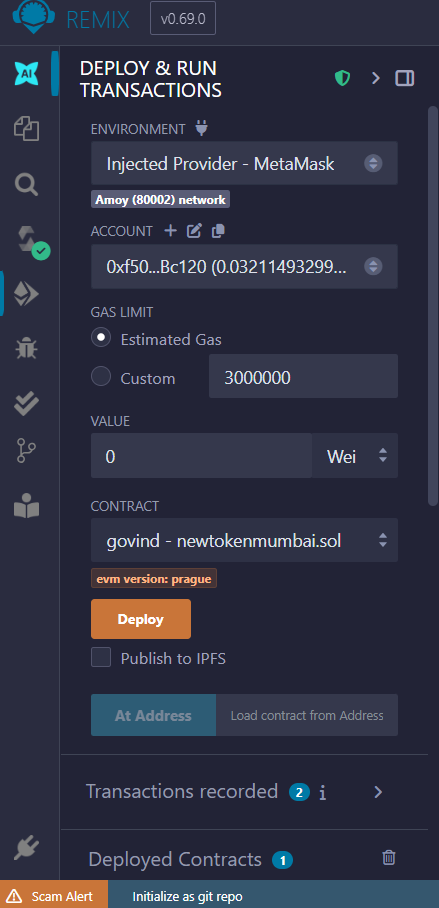 REMIX v0.69.0
AI
DEPLOY & RUN
TRANSACTIONS
ENVIRONMENT
Injected Provider - MetaMask
Amoy (80002) network
ACCOUNT
0xf50...Bc120 (0.03211493299...
GAS LIMIT
Estimated Gas
Custom 3000000
VALUE
0 Wei
CONTRACT
govind - newtokenmumbai.sol
evm version: prague
Deploy
Publish to IPFS
At Address Load contract from Address
Transactions recorded 2 i
Deployed Contracts 1
Scam Alert Initialize as git repo